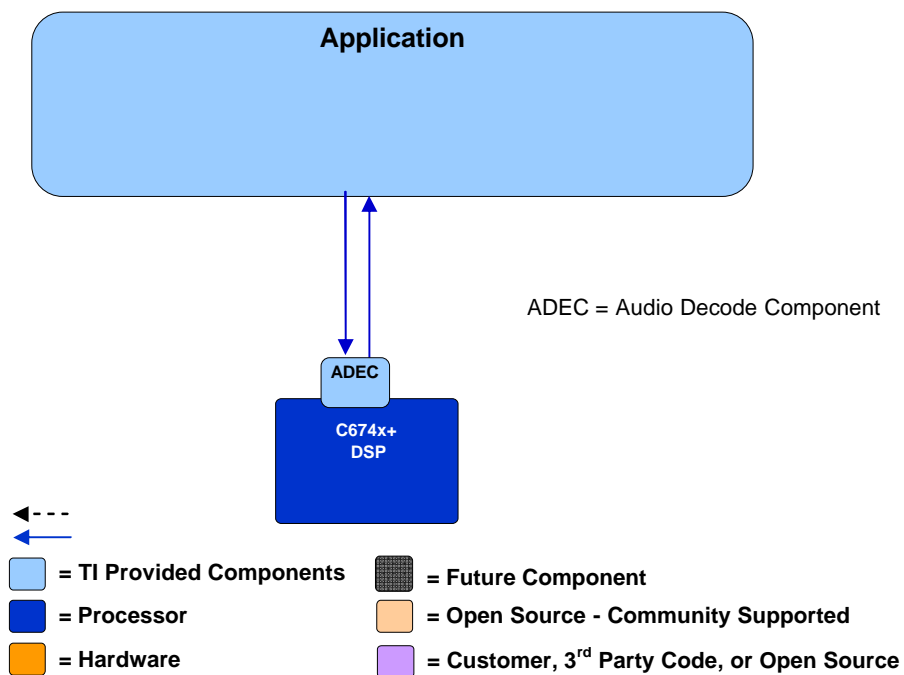 Application
ADEC = Audio Decode Component
ADEC
C674x+
DSP
= TI Provided Components
= Future Component
= Processor
= Open Source - Community Supported
= Hardware
= Customer, 3rd Party Code, or Open Source